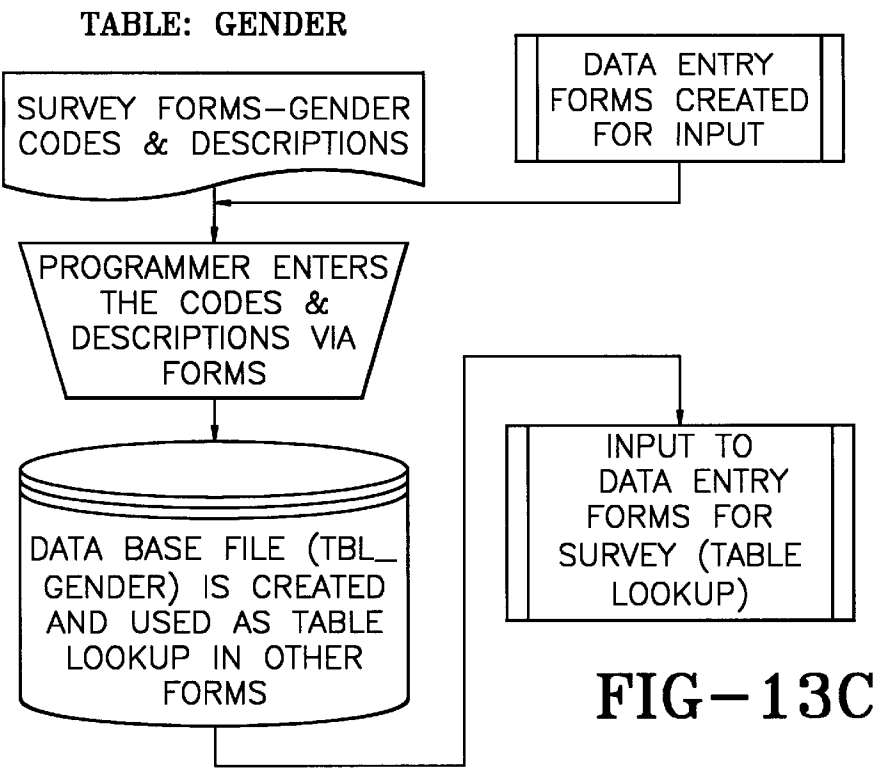 TABLE: GENDER
SURVEY FORMS-GENDER
CODES & DESCRIPTIONS
DATA ENTRY
FORMS CREATED
FOR INPUT
PROGRAMMER ENTERS
THE CODES &
DESCRIPTIONS VIA
FORMS
DATA BASE FILE (TBL_
GENDER) IS CREATED
AND USED AS TABLE
LOOKUP IN OTHER
FORMS
INPUT TO
DATA ENTRY
FORMS FOR
SURVEY (TABLE
LOOKUP)
FIG-13C